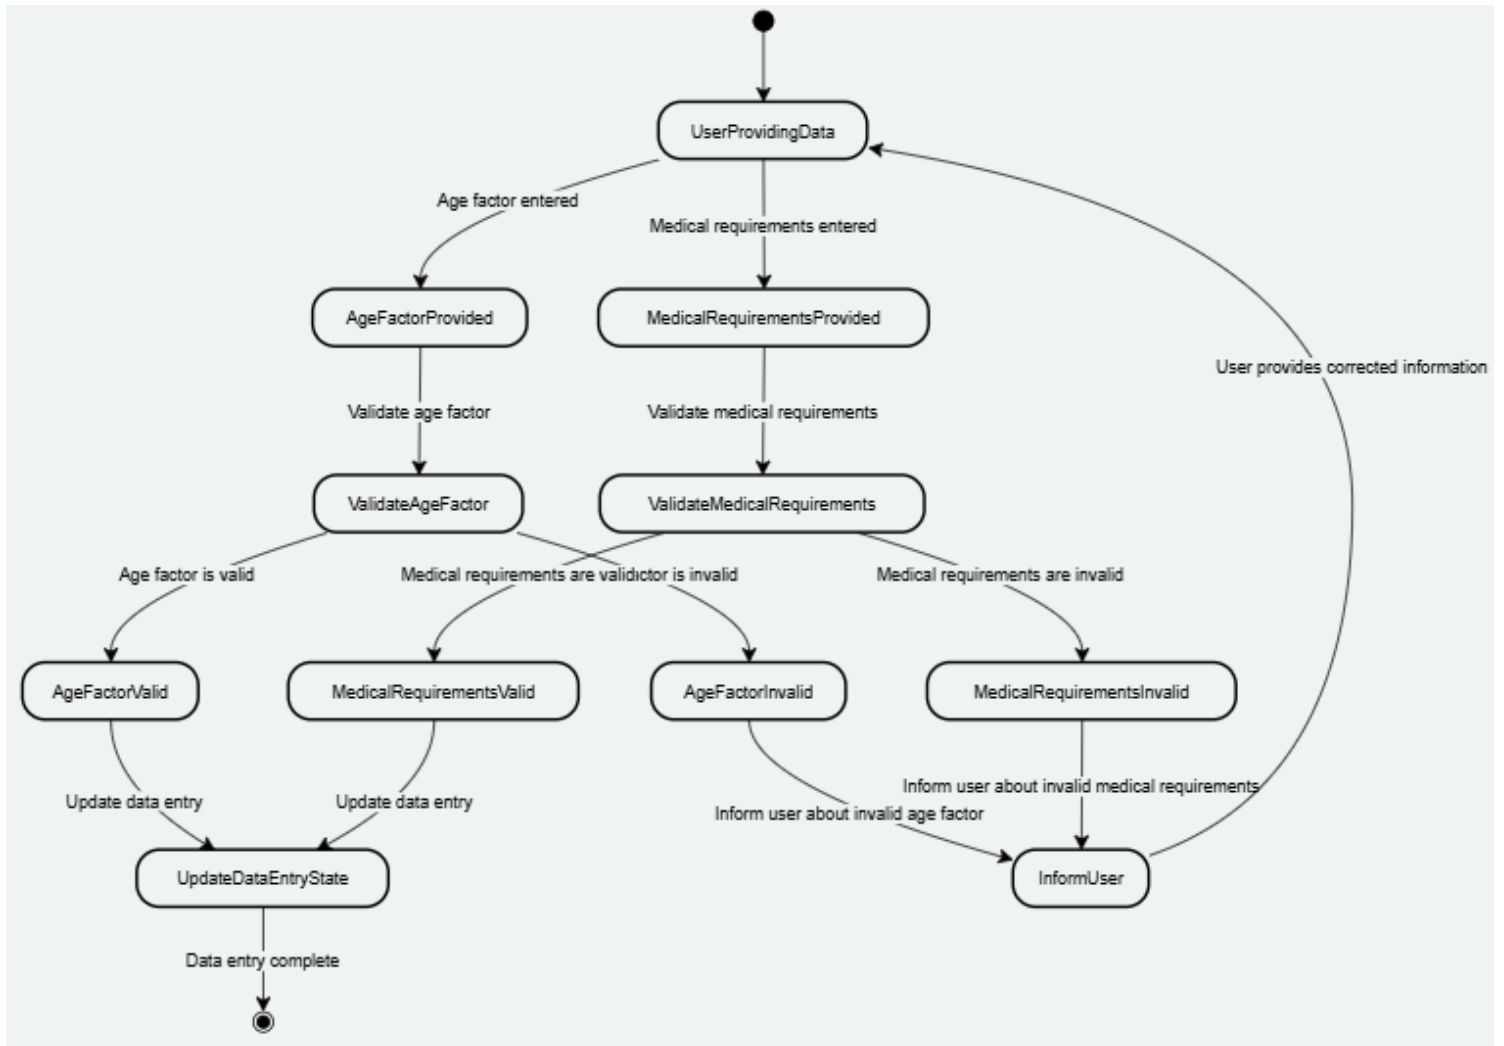 UserProvidingData
Age factor entered
Medical requirements entered
AgeFactorProvided
MedicalRequirementsProvided
User provides corrected information
Validate age factor
Validate medical requirements
ValidateAgeFactor
ValidateMedicalRequirements
Age factor is valid
Medical requirements are valid
is invalid
Medical requirements are invalid
AgeFactorValid
MedicalRequirementsValid
AgeFactorInvalid
MedicalRequirementsInvalid
Update data entry
Update data entry
Inform user about invalid medical requirements
Inform user about invalid age factor
UpdateDataEntryState
InformUser
Data entry complete